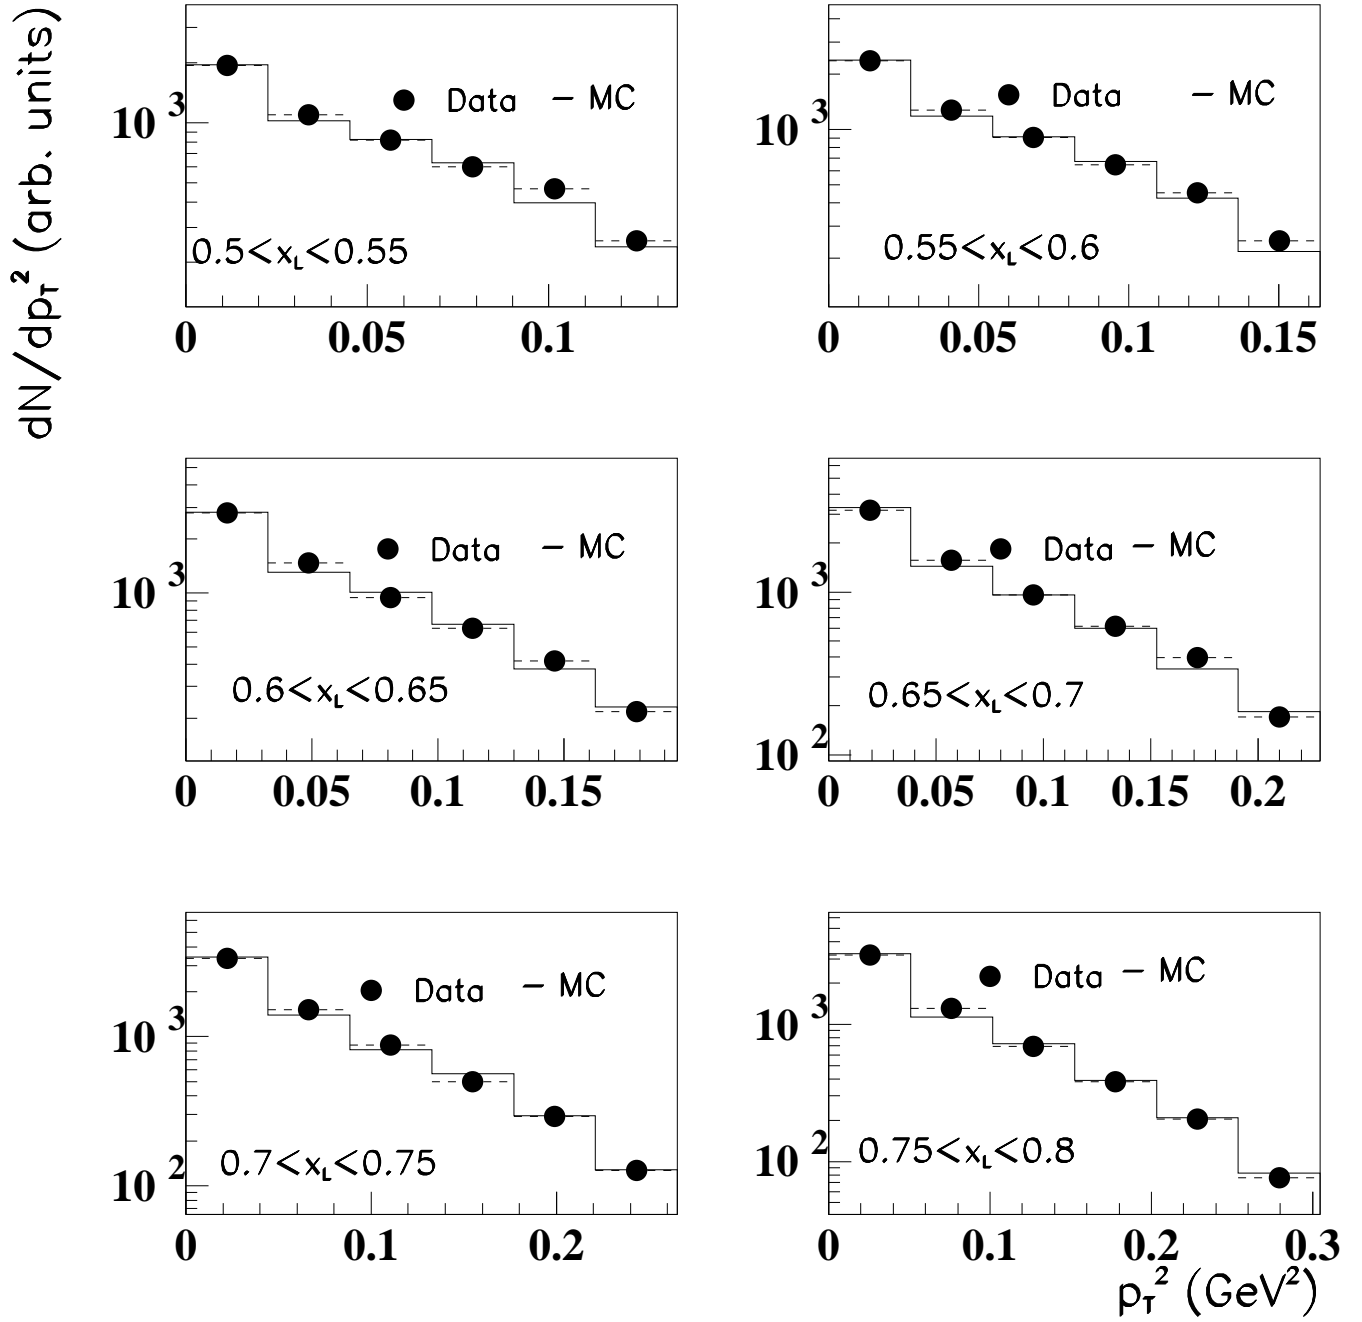 dN/dp_T^2 (arb. units)
10^3
Data – MC
0.5<x_L<0.55
0 0.05 0.1
10^3
Data – MC
0.55<x_L<0.6
0 0.05 0.1 0.15
10^3
Data – MC
0.6<x_L<0.65
0 0.05 0.1 0.15
10^3
Data – MC
0.65<x_L<0.7
10^2
0 0.05 0.1 0.15 0.2
10^3
Data – MC
0.7<x_L<0.75
10^2
0 0.1 0.2
10^3
Data – MC
0.75<x_L<0.8
10^2
0 0.1 0.2 0.3
p_T^2 (GeV^2)